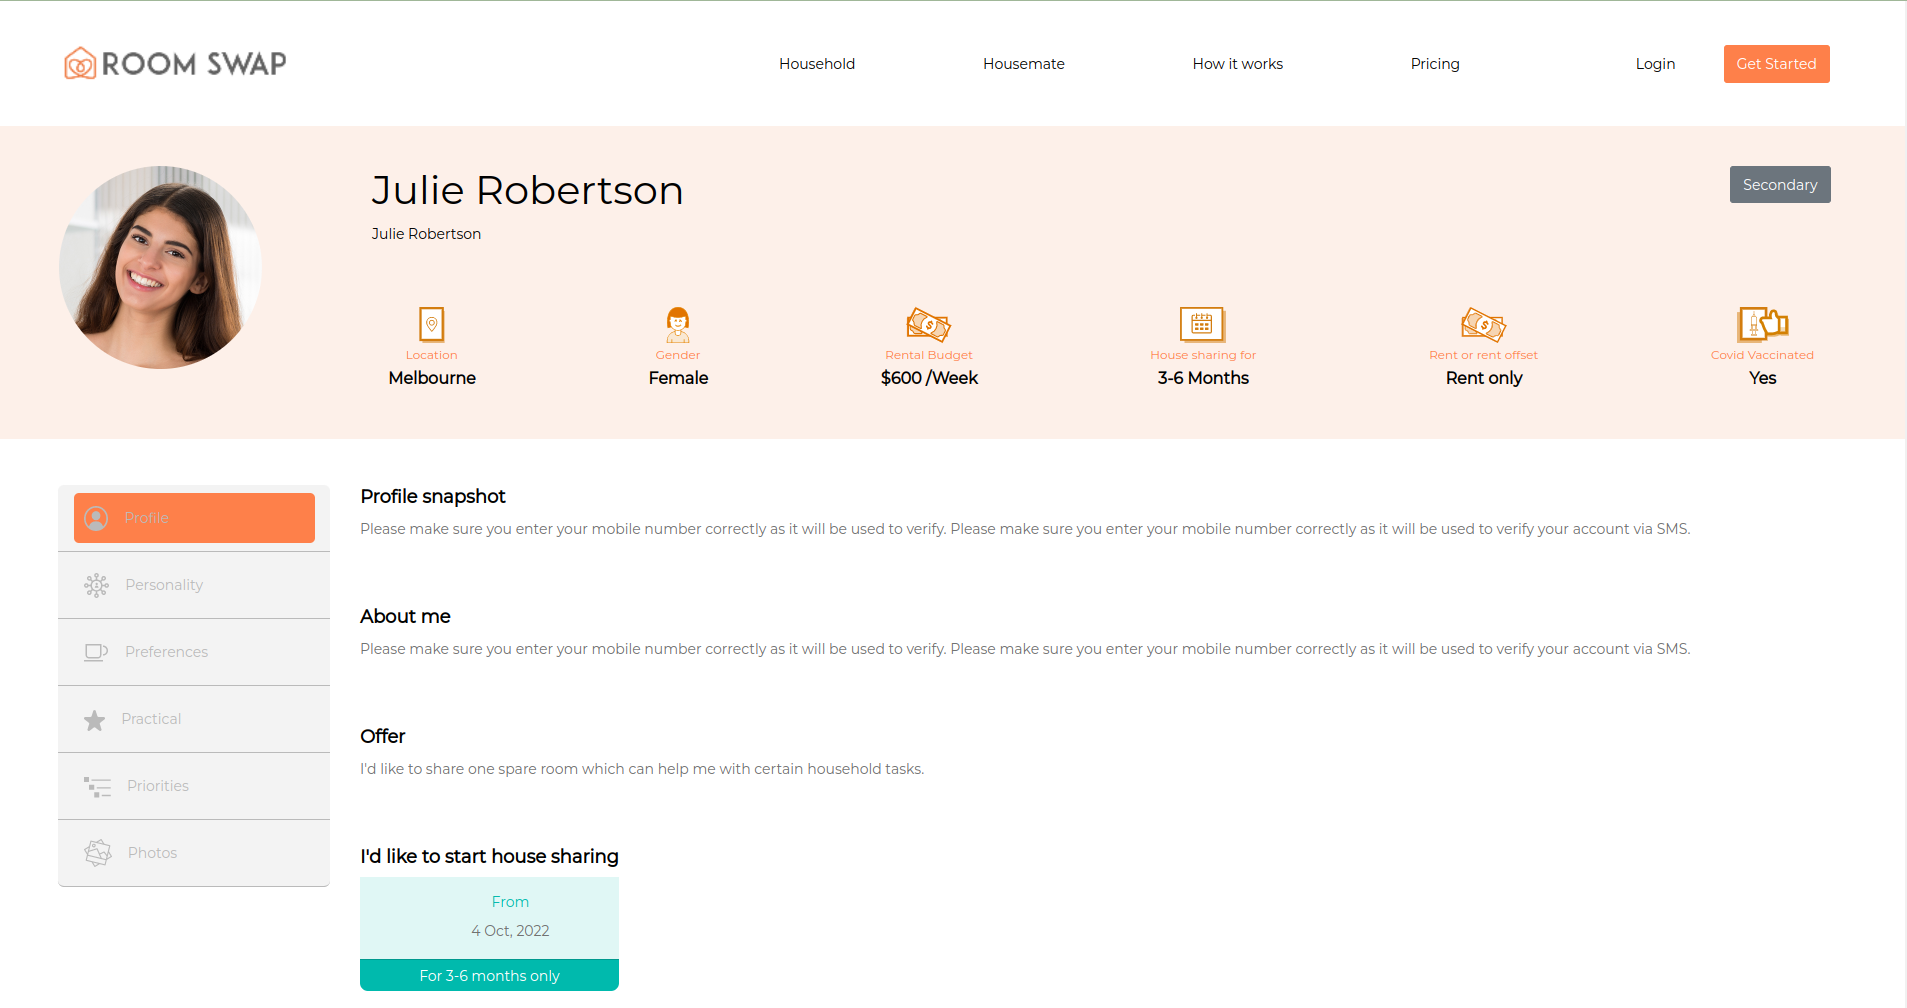 ROOM SWAP
Household
Housemate
How it works
Pricing
Login
Get Started
Julie Robertson
Secondary
Julie Robertson
Location
Melbourne
Gender
Female
Rental Budget
$600 /Week
House sharing for
3-6 Months
Rent or rent offset
Rent only
Covid Vaccinated
Yes
Profile
Personality
Preferences
Practical
Priorities
Photos
Profile snapshot
Please make sure you enter your mobile number correctly as it will be used to verify. Please make sure you enter your mobile number correctly as it will be used to verify your account via SMS.
About me
Please make sure you enter your mobile number correctly as it will be used to verify. Please make sure you enter your mobile number correctly as it will be used to verify your account via SMS.
Offer
I'd like to share one spare room which can help me with certain household tasks.
I'd like to start house sharing
From
4 Oct, 2022
For 3-6 months only